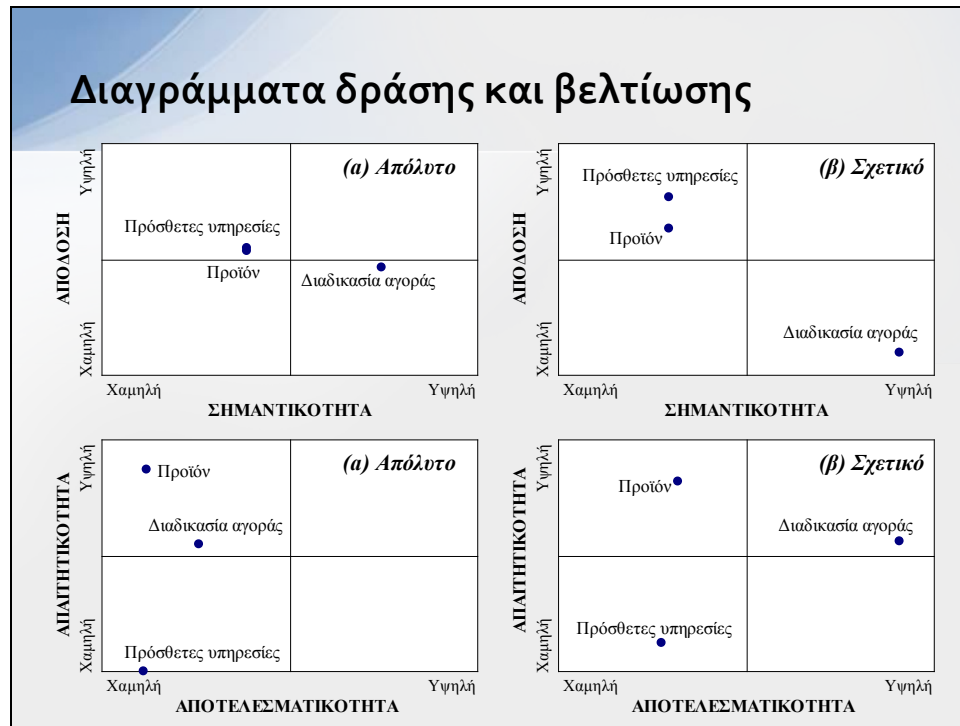 Διαγράμματα δράσης και βελτίωσης
Υψηλή
ΑΠΟΔΟΣΗ
Χαμηλή
(α) Απόλυτο
Πρόσθετες υπηρεσίες
Προϊόν
Διαδικασία αγοράς
Χαμηλή
Υψηλή
ΣΗΜΑΝΤΙΚΟΤΗΤΑ
Υψηλή
ΑΠΟΔΟΣΗ
Χαμηλή
(β) Σχετικό
Πρόσθετες υπηρεσίες
Προϊόν
Διαδικασία αγοράς
Χαμηλή
Υψηλή
ΣΗΜΑΝΤΙΚΟΤΗΤΑ
Υψηλή
ΑΠΑΙΤΗΤΙΚΟΤΗΤΑ
Χαμηλή
(α) Απόλυτο
Προϊόν
Διαδικασία αγοράς
Πρόσθετες υπηρεσίες
Χαμηλή
Υψηλή
ΑΠΟΤΕΛΕΣΜΑΤΙΚΟΤΗΤΑ
Υψηλή
ΑΠΑΙΤΗΤΙΚΟΤΗΤΑ
Χαμηλή
(β) Σχετικό
Προϊόν
Διαδικασία αγοράς
Πρόσθετες υπηρεσίες
Χαμηλή
Υψηλή
ΑΠΟΤΕΛΕΣΜΑΤΙΚΟΤΗΤΑ